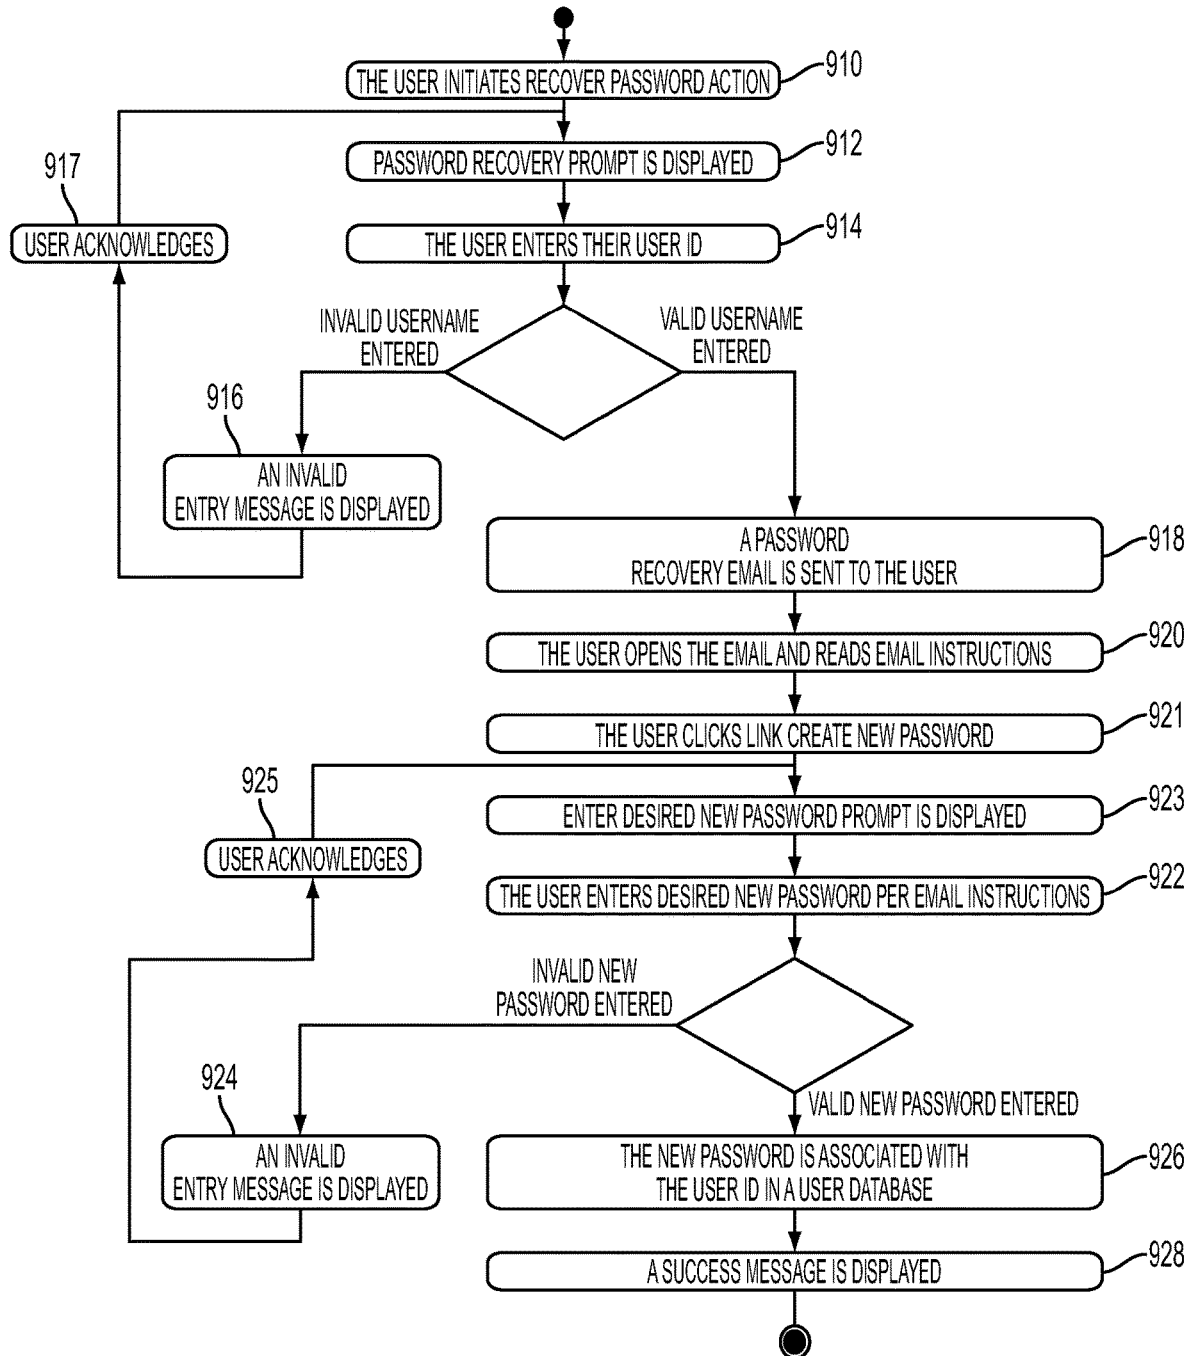 910
THE USER INITIATES RECOVER PASSWORD ACTION
912
PASSWORD RECOVERY PROMPT IS DISPLAYED
917
USER ACKNOWLEDGES
914
THE USER ENTERS THEIR USER ID
INVALID USERNAME
ENTERED
VALID USERNAME
ENTERED
916
AN INVALID
ENTRY MESSAGE IS DISPLAYED
918
A PASSWORD
RECOVERY EMAIL IS SENT TO THE USER
920
THE USER OPENS THE EMAIL AND READS EMAIL INSTRUCTIONS
921
THE USER CLICKS LINK CREATE NEW PASSWORD
925
USER ACKNOWLEDGES
923
ENTER DESIRED NEW PASSWORD PROMPT IS DISPLAYED
922
THE USER ENTERS DESIRED NEW PASSWORD PER EMAIL INSTRUCTIONS
INVALID NEW
PASSWORD ENTERED
VALID NEW PASSWORD ENTERED
924
AN INVALID
ENTRY MESSAGE IS DISPLAYED
926
THE NEW PASSWORD IS ASSOCIATED WITH
THE USER ID IN A USER DATABASE
928
A SUCCESS MESSAGE IS DISPLAYED